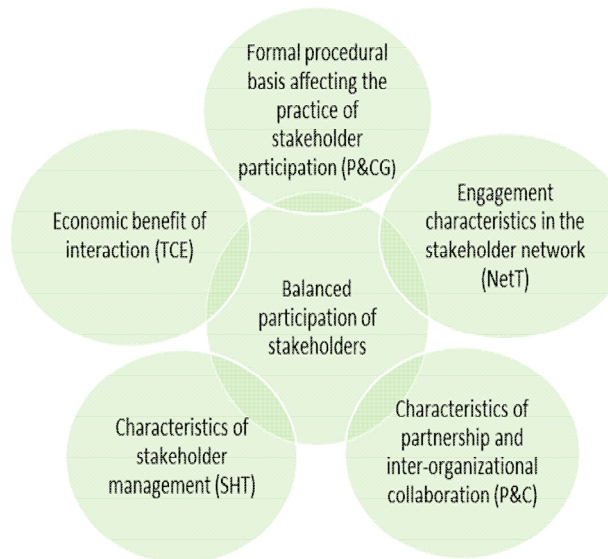 Formal procedural
basis affecting the
practice of
stakeholder
participation (P&CG)
Economic benefit of
interaction (TCE)
Engagement
characteristics in the
stakeholder network
(NetT)
Balanced
participation of
stakeholders
Characteristics of
stakeholder
management (SHT)
Characteristics of
partnership and
inter-organizational
collaboration (P&C)